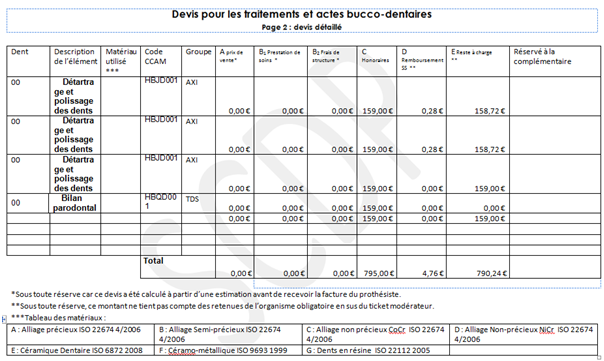 Devis pour les traitements et actes bucco-dentaires
Page 2 : devis détaillé
Dent Description de l'élément Matériau utilisé *** Code CCAM Groupe A prix de vente* B1 Prestation de soins * B2 Frais de structure * C Honoraires D Remboursement SS ** E Reste à charge ** Réservé à la complémentaire
00 Détartrage et polissage des dents HBJD001 AXI 0,00 € 0,00 € 0,00 € 159,00 € 0,28 € 158,72 €
00 Détartrage et polissage des dents HBJD001 AXI 0,00 € 0,00 € 0,00 € 159,00 € 0,28 € 158,72 €
00 Détartrage et polissage des dents HBJD001 AXI 0,00 € 0,00 € 0,00 € 159,00 € 0,00 € 159,00 €
00 Bilan parodontal HBQD001 TDS 0,00 € 0,00 € 0,00 € 159,00 € 0,00 € 0,00 €
0,00 € 0,00 € 0,00 € 159,00 € 0,00 € 159,00 €
Total 0,00 € 0,00 € 0,00 € 795,00 € 4,76 € 790,24 €
*Sous toute réserve car ce devis a été calculé à partir d'une estimation avant de recevoir la facture du prothésiste.
**Sous toute réserve, ce montant ne tient pas compte des retenues de l'organisme obligatoire en sus du ticket modérateur.
***Tableau des matériaux :
A : Alliage précieux ISO 22674 4/2006 B : Alliage Semi-précieux ISO 22674 4/2006 C : Alliage non précieux CoCr ISO 22674 4/2006 D : Alliage Non-précieux NiCr ISO 22674 4/2006
E : Céramique Dentaire ISO 6872 2008 F : Céramo-métallique ISO 9693 1999 G : Dents en résine ISO 22112 2005
SCDP